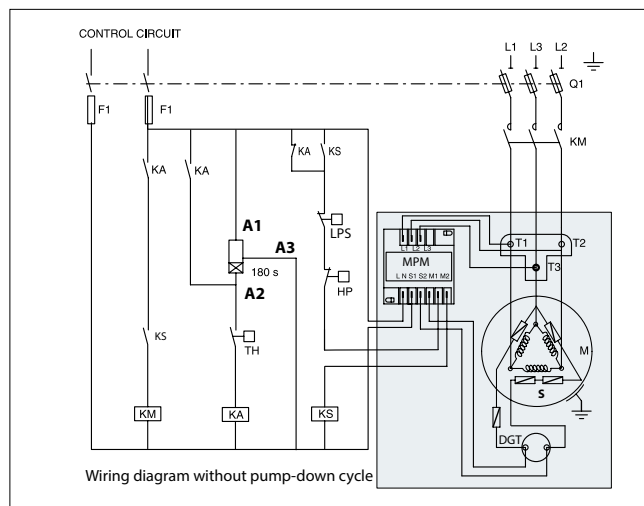 CONTROL CIRCUIT
L1 L3 L2
Q1
F1 F1
KM
KA KA KA KS
A1
A3
LPS
180 s
A2
HP
KS
TH
KM KA KS
L1 L2 L3
MPM
L N S1 S2 M1 M2
T1 T2
T3
M
S
DGT
Wiring diagram without pump-down cycle